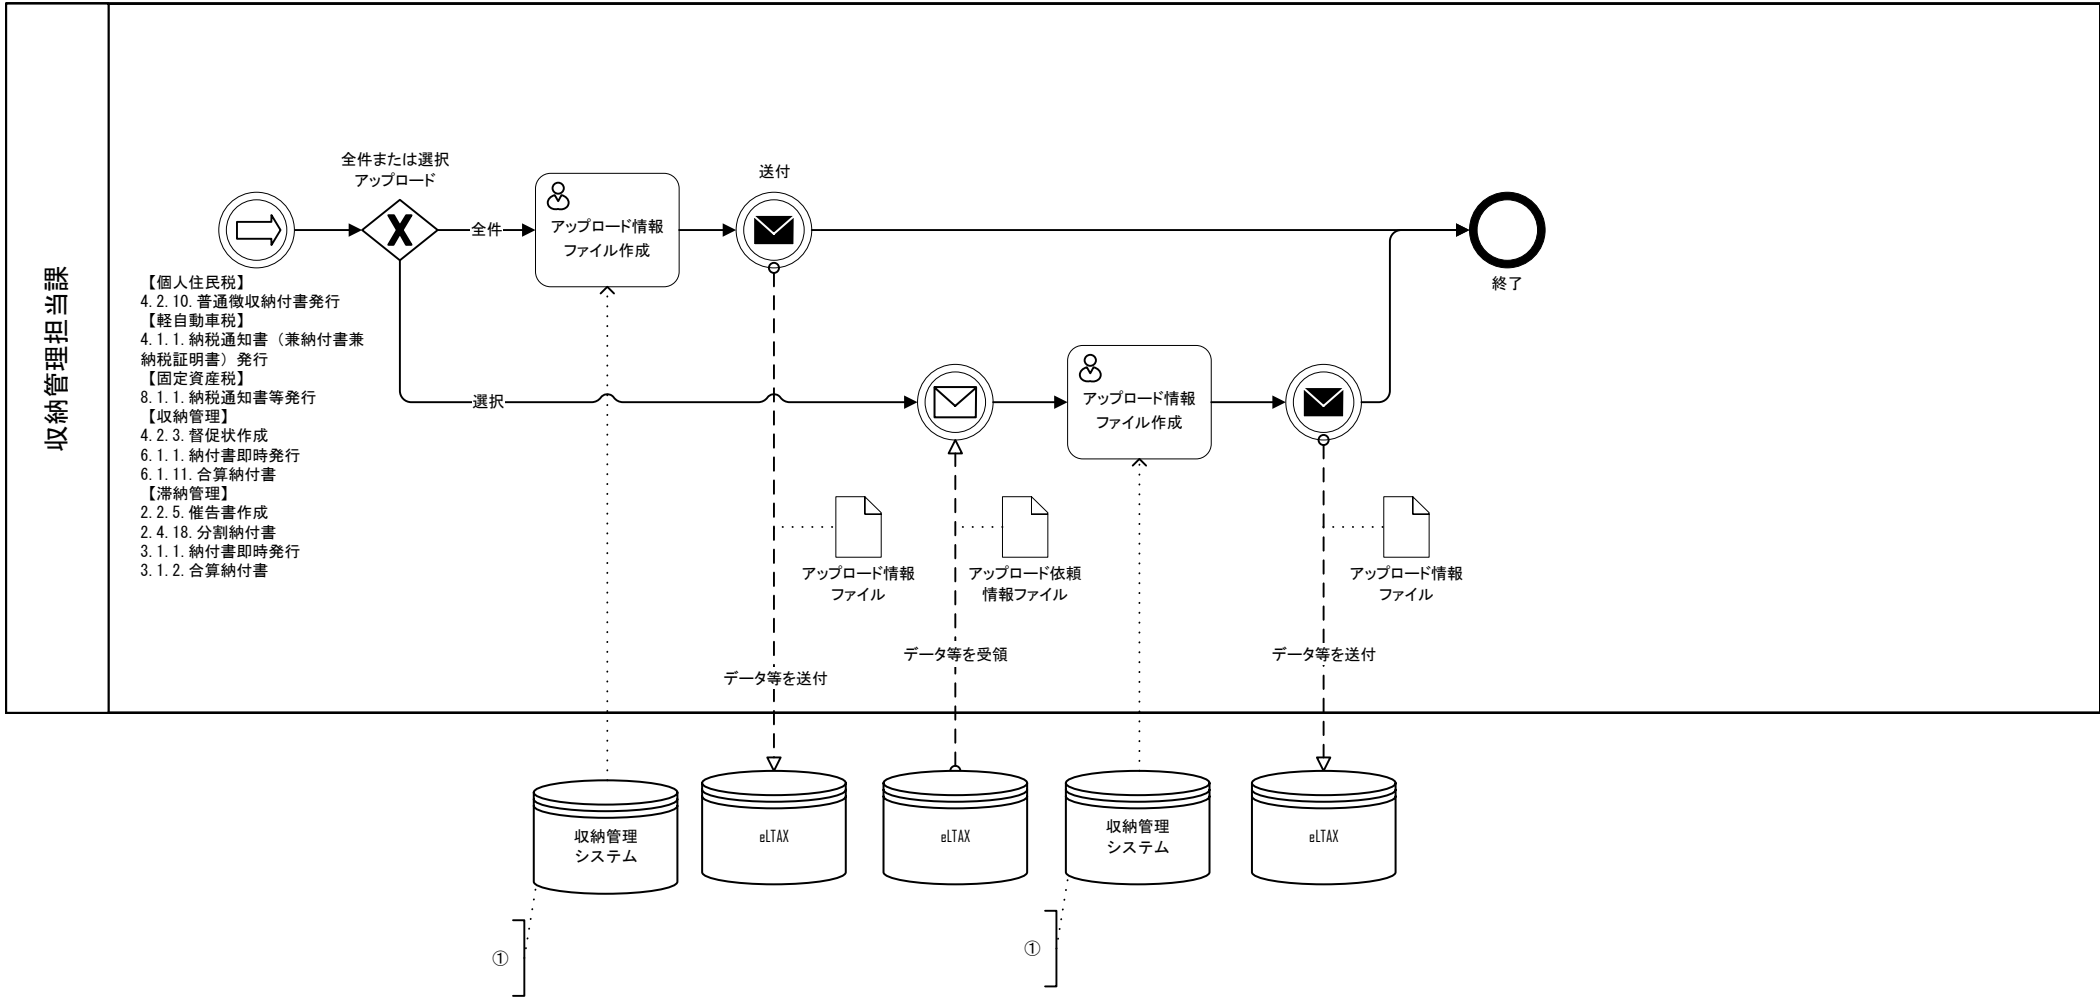 収納管理担当課
全件または選択
アップロード
全件
アップロード情報
ファイル作成
送付
終了
【個人住民税】
4.2.10.普通徴収納付書発行
【軽自動車税】
4.1.1.納税通知書（兼納付書兼
納税証明書）発行
【固定資産税】
8.1.1.納税通知書等発行
【収納管理】
4.2.3.督促状作成
6.1.1.納付書即時発行
6.1.11.合算納付書
【滞納管理】
2.2.5.催告書作成
2.4.18.分割納付書
3.1.1.納付書即時発行
3.1.2.合算納付書
選択
アップロード情報
ファイル作成
アップロード情報
ファイル
アップロード依頼
情報ファイル
アップロード情報
ファイル
データ等を送付
データ等を受領
データ等を送付
収納管理
システム
eLTAX
eLTAX
収納管理
システム
eLTAX
①
①